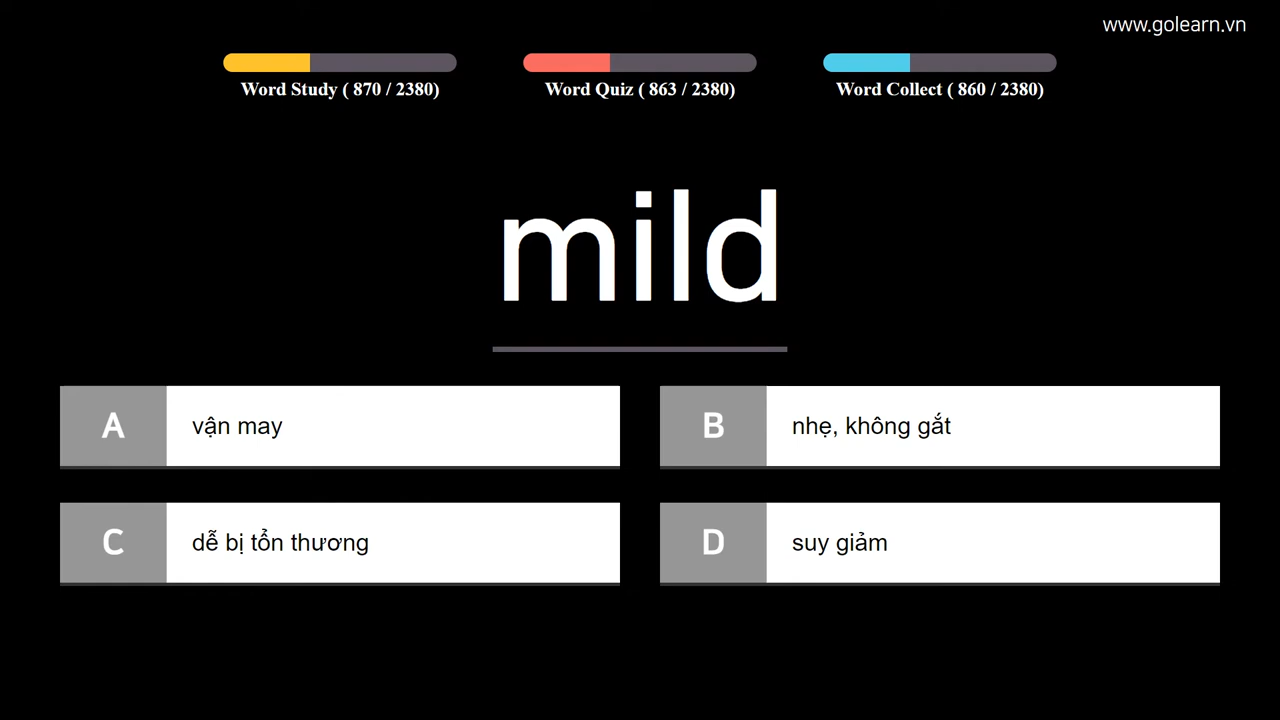 www.golearn.vn
Word Study ( 870 / 2380)
Word Quiz ( 863 / 2380)
Word Collect ( 860 / 2380)
mild
A vận may
B nhẹ, không gắt
C dễ bị tổn thương
D suy giảm